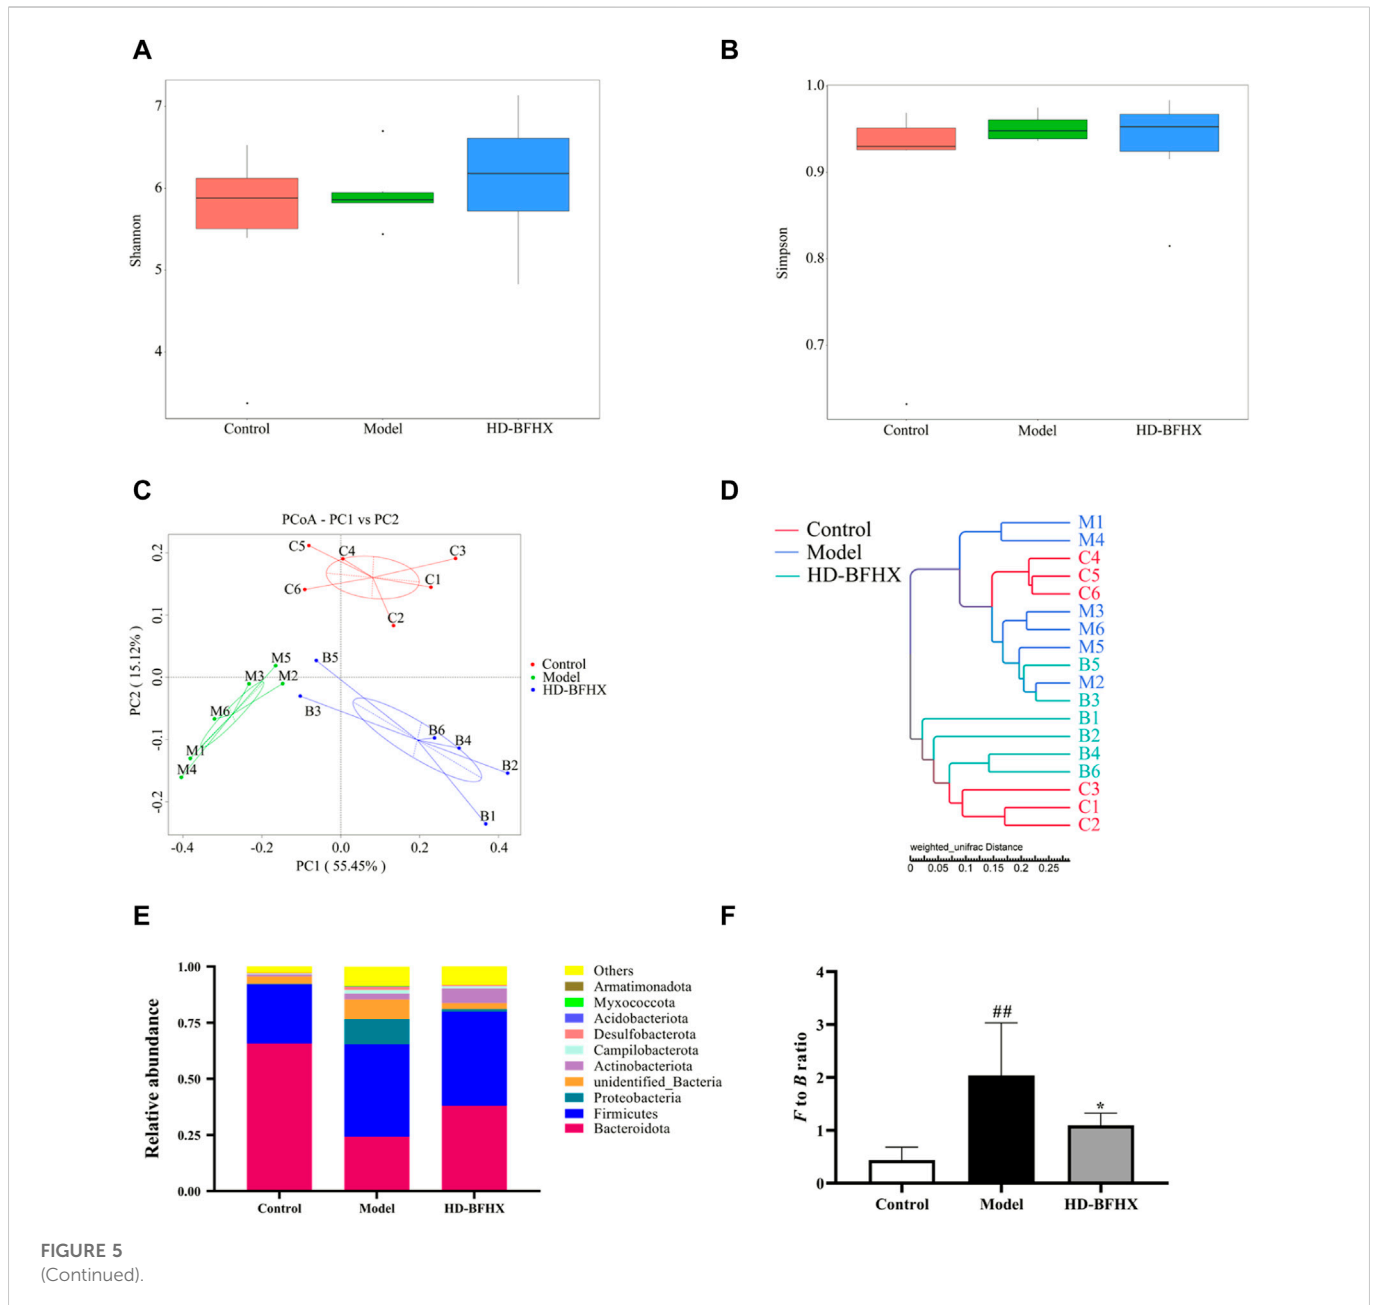 A
7
6
5
4
Shannon
Control
Model
HD-BFHX
B
1.0
0.9
0.8
0.7
Simpson
Control
Model
HD-BFHX
C
PCoA - PC1 vs PC2
C5
C4
C3
C6
C1
C2
M5
B5
M3
M2
M6
B3
B6
B4
M1
B2
M4
B1
0.2
0.1
0.0
-0.1
-0.2
PC2 ( 15.12% )
-0.4
-0.2
0.0
0.2
0.4
PC1 ( 55.45% )
Control
Model
HD-BFHX
D
Control
Model
HD-BFHX
M1
M4
C4
C5
C6
M3
M6
M5
B5
M2
B3
B1
B2
B4
B6
C3
C1
C2
weighted_unifrac Distance
0 0.05 0.1 0.15 0.2 0.25
E
1.00
0.75
0.50
0.25
0.00
Relative abundance
Control
Model
HD-BFHX
Others
Armatimonadota
Myxococcota
Acidobacteriota
Desulfobacterota
Campilobacterota
Actinobacteriota
unidentified_Bacteria
Proteobacteria
Firmicutes
Bacteroidota
F
4
3
2
1
0
F to B ratio
##
*
Control
Model
HD-BFHX
FIGURE 5
(Continued).